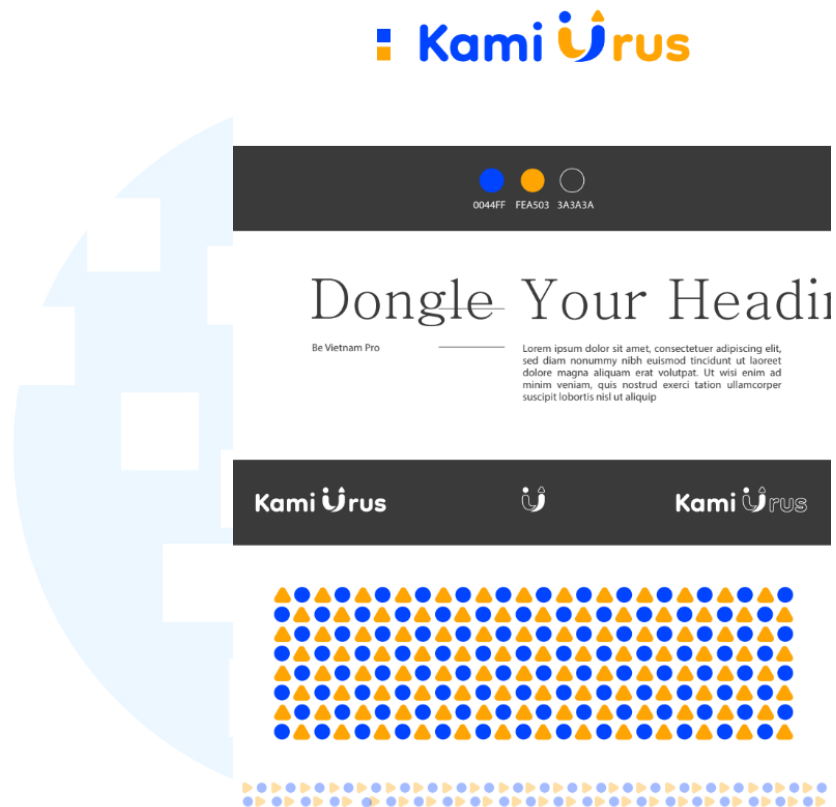 Kami Urus
0044FF FEA503 3A3A3A
Dongle
Be Vietnam Pro
Your Headin
Lorem ipsum dolor sit amet, consectetuer adipiscing elit,
sed diam nonummy nibh euismod tincidunt ut laoreet
dolore magna aliquam erat volutpat. Ut wisi enim ad
minim veniam, quis nostrud exerci tation ullamcorper
suscipit lobortis nisl ut aliquip
Kami Urus
U
Kami Urus